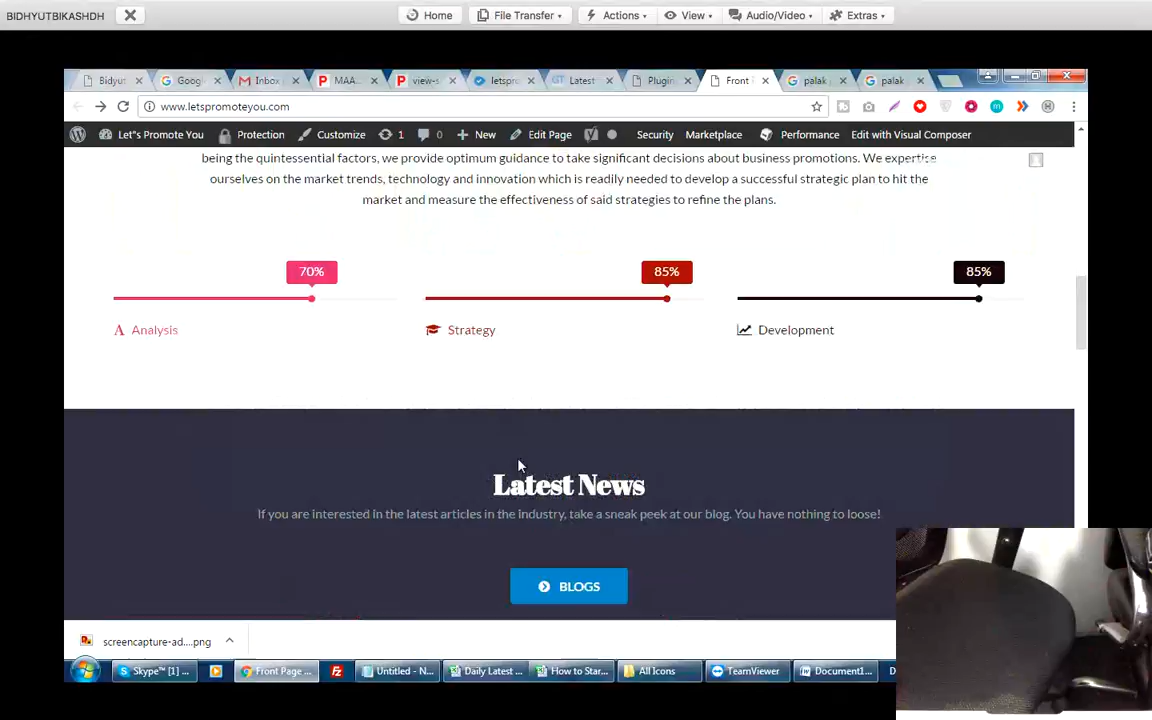 BIDHYUTBIKASHDH
Home
File Transfer
Actions
View
Audio/Video
Extras
Bidyut
Goog
Inbox
MAA
view-s
letspr
Latest
Plugin
Front
palak
palak
www.letspromoteyou.com
Let"s Promote You
Protection
Customize
1
0
New
Edit Page
Security
Marketplace
Performance
Edit with Visual Composer
being the quintessential factors, we provide optimum guidance to take significant decisions about business promotions. We expertise
ourselves on the market trends, technology and innovation which is readily needed to develop a successful strategic plan to hit the
market and measure the effectiveness of said strategies to refine the plans.
70%
85%
85%
A Analysis
Strategy
Development
Latest News
If you are interested in the latest articles in the industry, take a sneak peek at our blog. You have nothing to loose!
BLOGS
screencapture-ad....png
Skype™ [1]
Front Page ...
Untitled - N...
Daily Latest ...
How to Star...
All Icons
TeamViewer
Document1...
D